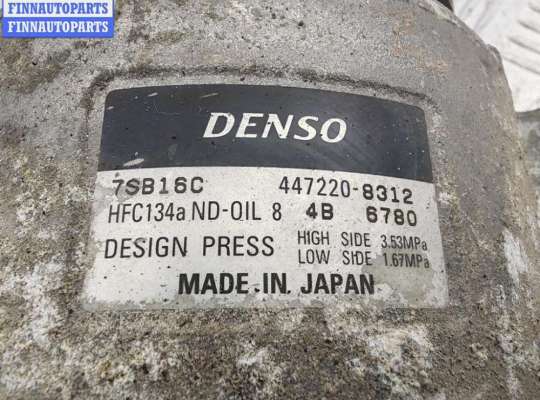 FINNAUTOPARTS
FINNAUTOPARTS
DENSO
7SB16C 447220-8312
HFC134a ND-OIL 8 4B 6780
DESIGN PRESS HIGH SIDE 3.53MPa
LOW SIDE 1.67MPa
MADE IN JAPAN